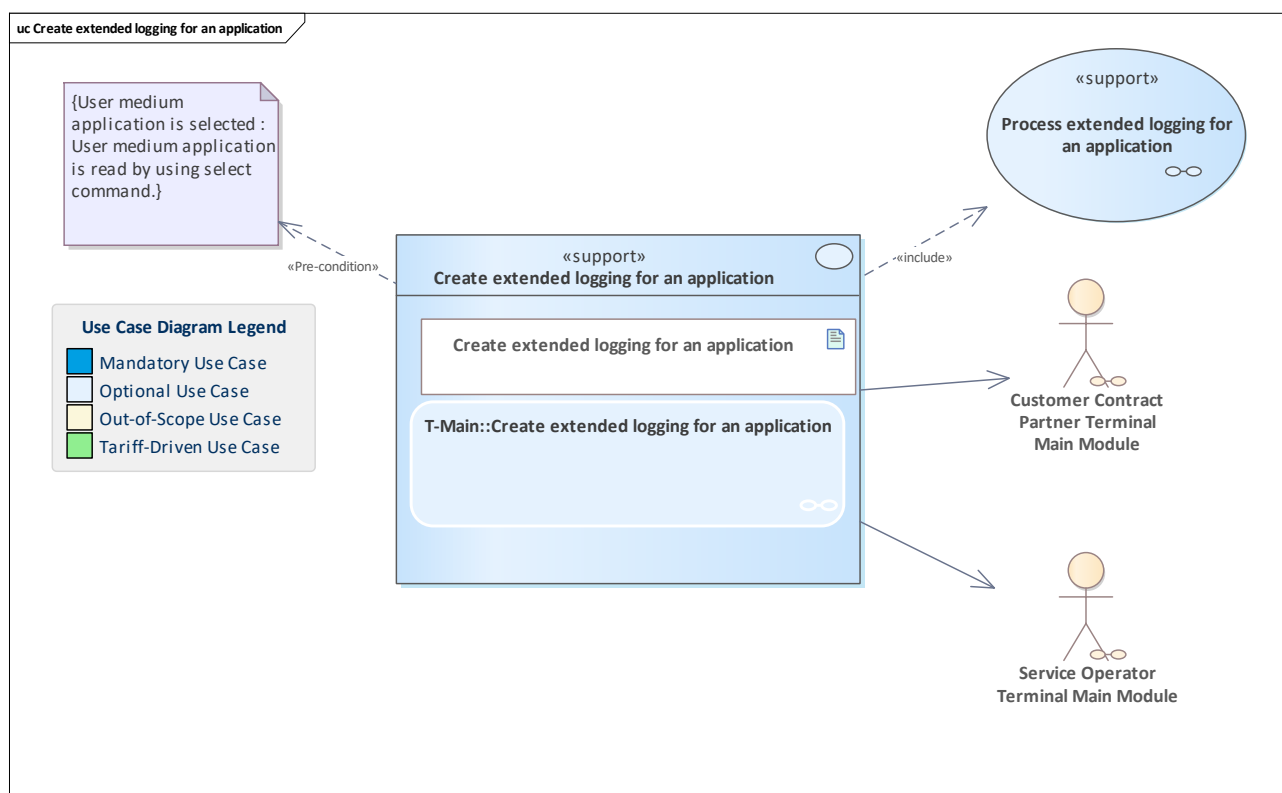 uc Create extended logging for an application
{User medium
application is selected :
User medium application
is read by using select
command.}
«support»
Process extended logging for
an application
«Pre-condition»
«include»
«support»
Create extended logging for an application
Create extended logging for an application
T-Main::Create extended logging for an application
Use Case Diagram Legend
Mandatory Use Case
Optional Use Case
Out-of-Scope Use Case
Tariff-Driven Use Case
Customer Contract
Partner Terminal
Main Module
Service Operator
Terminal Main Module